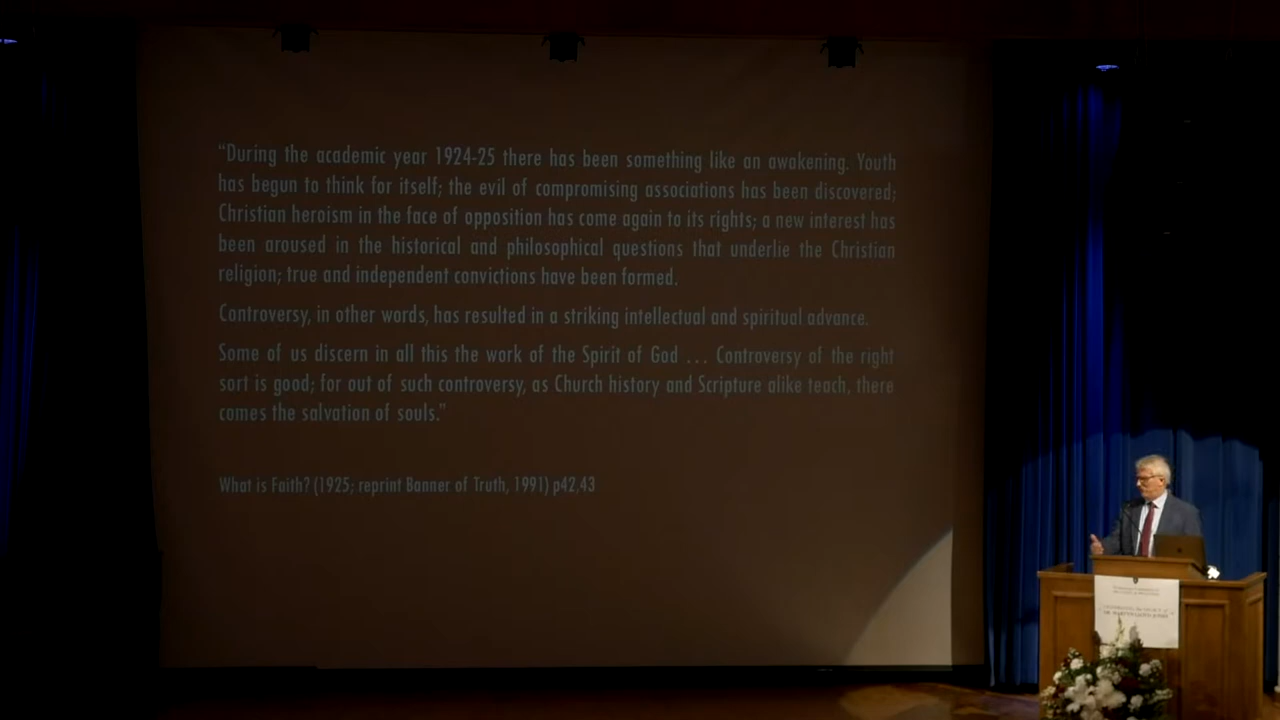 “During the academic year 1924-25 there has been something like an awakening. Youth
has begun to think for itself; the evil of compromising associations has been discovered;
Christian heroism in the face of opposition has come again to its rights; a new interest has
been aroused in the historical and philosophical questions that underlie the Christian
religion; true and independent convictions have been formed.
Controversy, in other words, has resulted in a striking intellectual and spiritual advance.
Some of us discern in all this the work of the Spirit of God ... Controversy of the right
sort is good; for out of such controversy, as Church history and Scripture alike teach, there
comes the salvation of souls.”
What is Faith? (1925; reprint Banner of Truth, 1991) p42,43